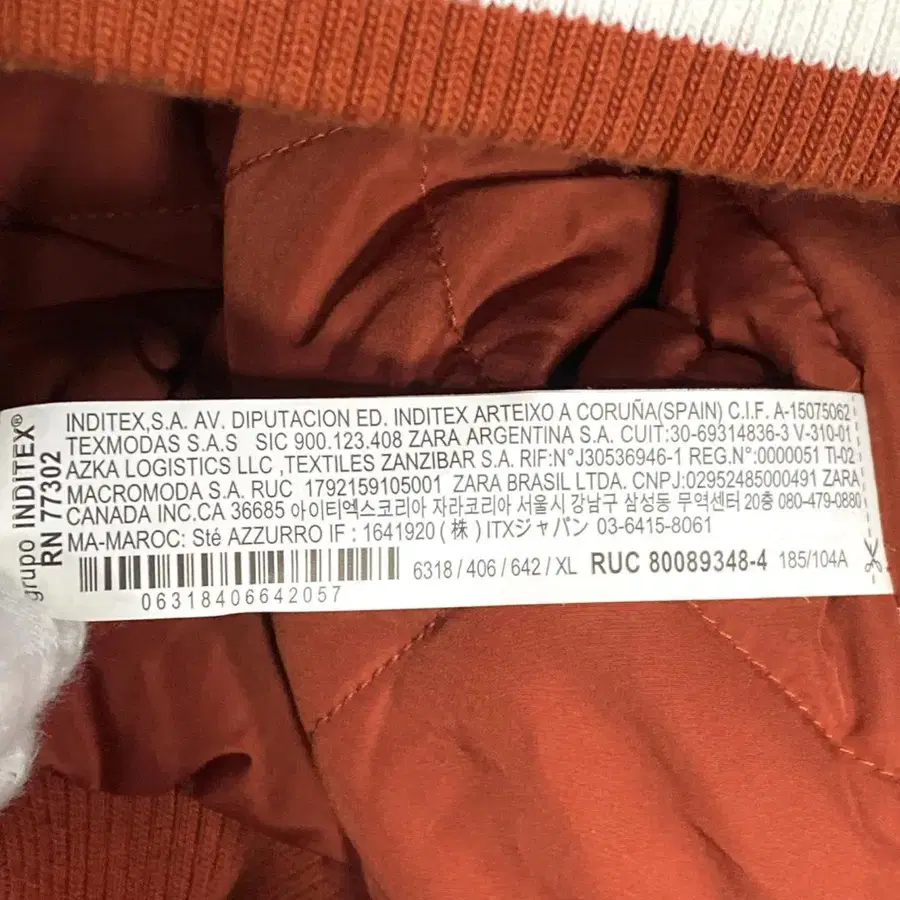 grupo INDITEX®
RN 77302
INDITEX,S.A. AV. DIPUTACION ED. INDITEX ARTEIXO A CORUÑA(SPAIN) C.I.F. A-15075062
TEXMODAS S.A.S SIC 900.123.408 ZARA ARGENTINA S.A. CUIT:30-69314836-3 V-310-01
AZKA LOGISTICS LLC ,TEXTILES ZANZIBAR S.A. RIF:N°J30536946-1 REG.N°:0000051 TI-02
MACROMODA S.A. RUC 1792159105001 ZARA BRASIL LTDA. CNPJ:02952485000491 ZARA
CANADA INC.CA 36685 아이티엑스코리아 자라코리아 서울시 강남구 삼성동 무역센터 20층 080-479-0880
MA-MAROC: Sté AZZURRO IF : 1641920 (株) ITXジャパン 03-6415-8061
6318 / 406 / 642 / XL RUC 80089348-4 185/104A
06318406642057